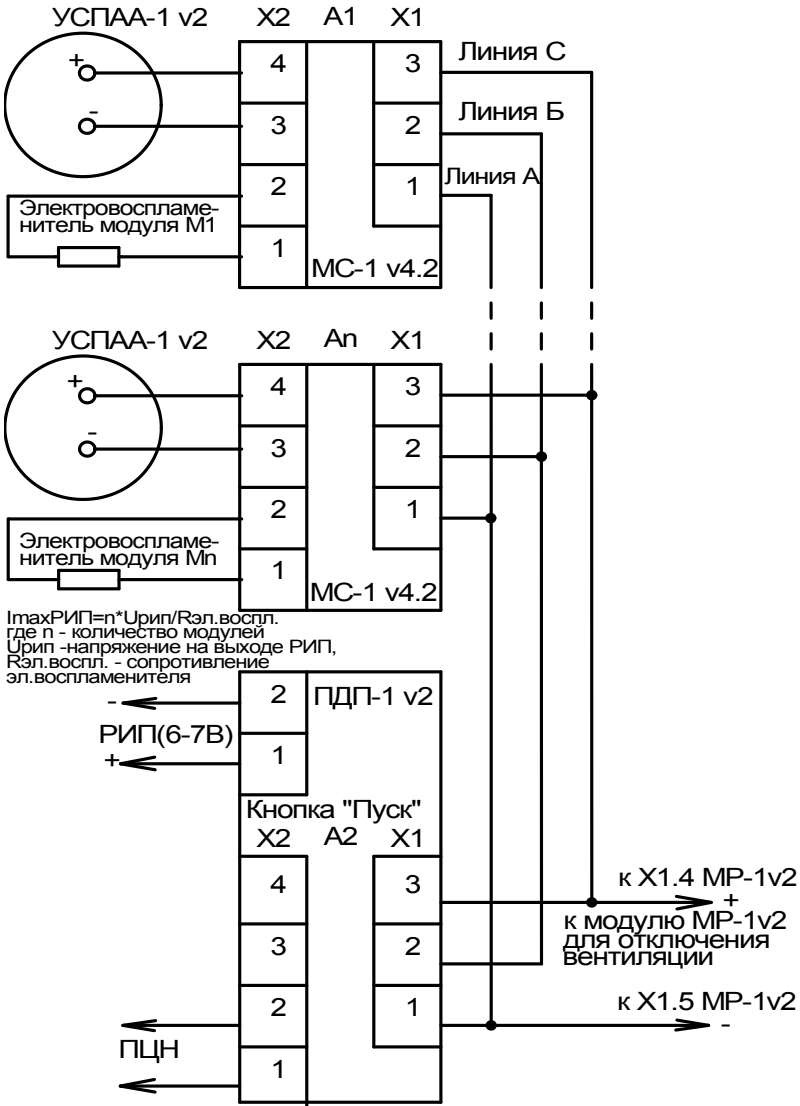 УСПАА-1 v2 X2 A1 X1
+ 4 3 Линия С
- 3 2 Линия Б
2 1 Линия А
Электровоспламе-
нитель модуля М1
1
МС-1 v4.2
УСПАА-1 v2 X2 An X1
+ 4 3
- 3 2
2 1
Электровоспламе-
нитель модуля Mn
1
МС-1 v4.2
ImaxРИП=n*Uрип/Rэл.воспл.
где n - количество модулей
Uрип -напряжение на выходе РИП,
Rэл.воспл. - сопротивление
эл.воспламенителя
- 2 ПДП-1 v2
РИП(6-7В)
+ 1
Кнопка "Пуск"
X2 A2 X1
4 3 к X1.4 МР-1v2
+
к модулю МР-1v2
для отключения
вентиляции
3 2
2 1 к X1.5 МР-1v2
-
ПЦН
1